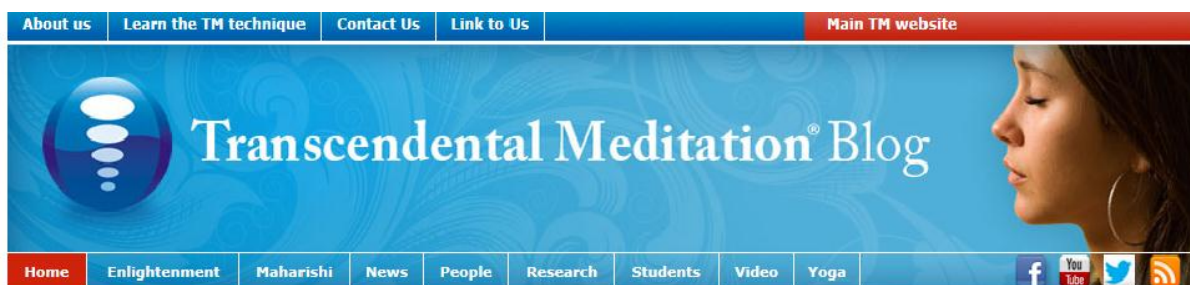 About us Learn the TM technique Contact Us Link to Us Main TM website
Transcendental Meditation® Blog
Home Enlightenment Maharishi News People Research Students Video Yoga f You Tube